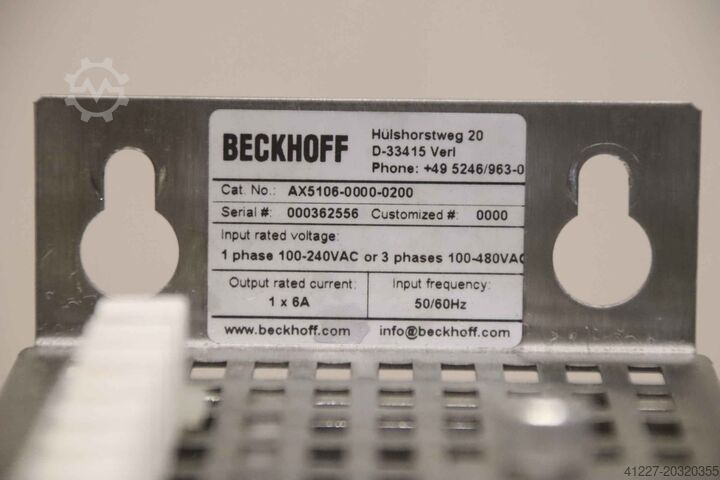 BECKHOFF
Hülshorstweg 20
D-33415 Verl
Phone: +49 5246/963-0
Cat. No.: AX5106-0000-0200
Serial #: 000362556 Customized #: 0000
Input rated voltage:
1 phase 100-240VAC or 3 phases 100-480VAC
Output rated current:
1 x 6A
Input frequency:
50/60Hz
www.beckhoff.com info@beckhoff.com
41227-20320355